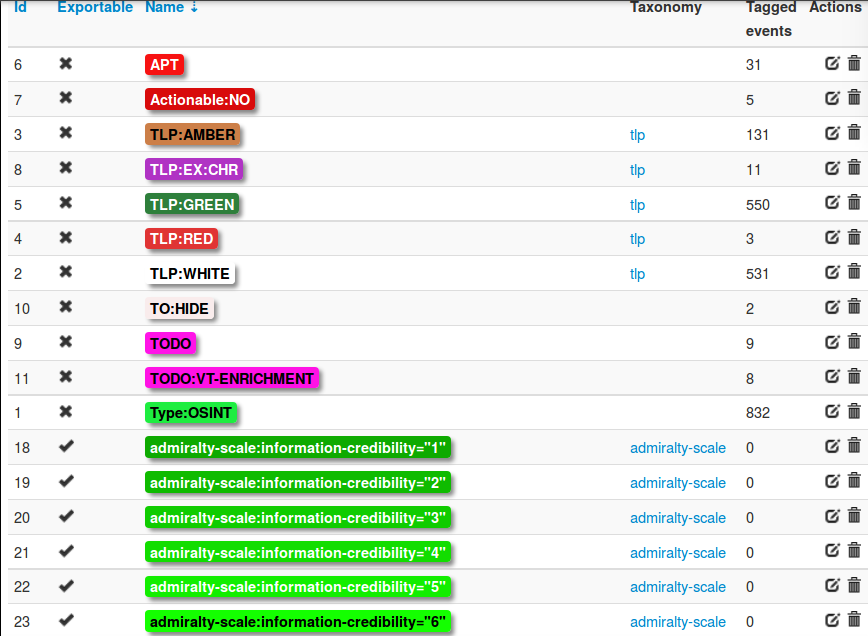 Id Exportable Name ↓ Taxonomy Tagged events Actions
6 APT 31
7 Actionable:NO 5
3 TLP:AMBER tlp 131
8 TLP:EX:CHR tlp 11
5 TLP:GREEN tlp 550
4 TLP:RED tlp 3
2 TLP:WHITE tlp 531
10 TO:HIDE 2
9 TODO 9
11 TODO:VT-ENRICHMENT 8
1 Type:OSINT 832
18 admiralty-scale:information-credibility="1" admiralty-scale 0
19 admiralty-scale:information-credibility="2" admiralty-scale 0
20 admiralty-scale:information-credibility="3" admiralty-scale 0
21 admiralty-scale:information-credibility="4" admiralty-scale 0
22 admiralty-scale:information-credibility="5" admiralty-scale 0
23 admiralty-scale:information-credibility="6" admiralty-scale 0